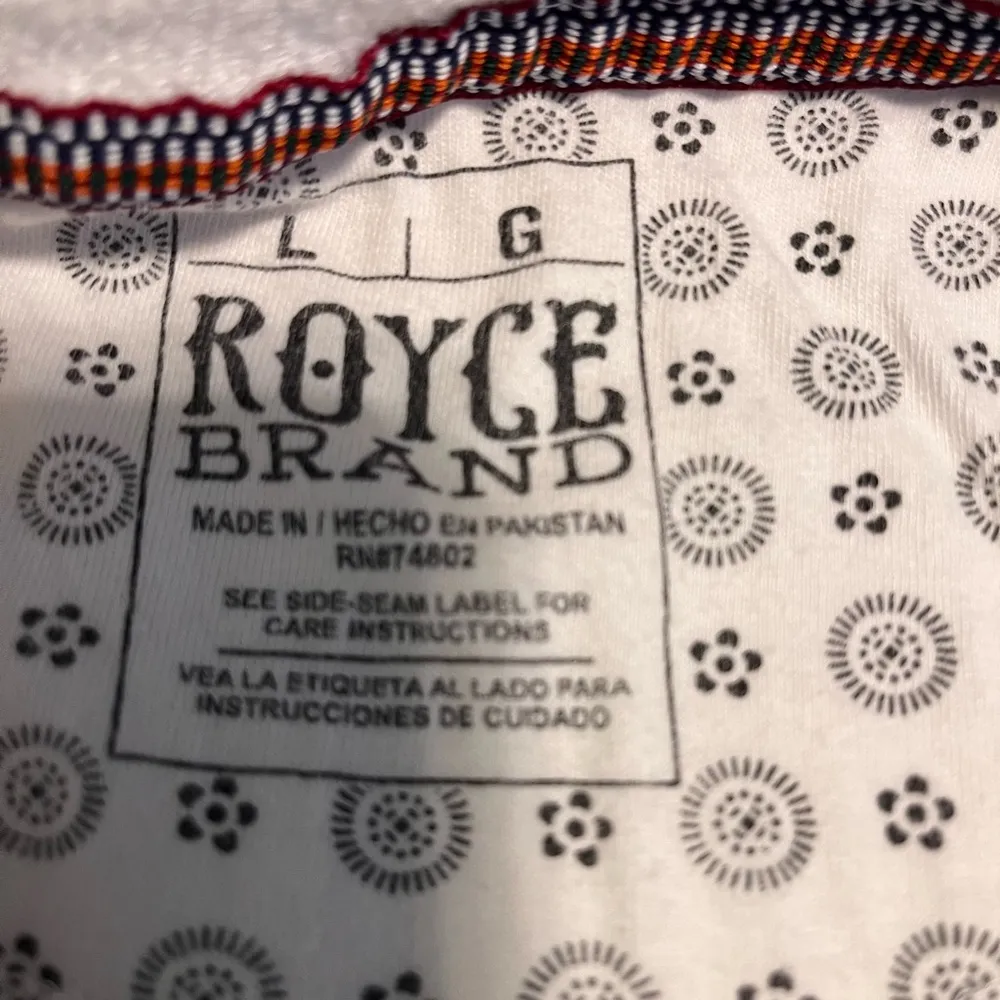 L | G
ROYCE
BRAND
MADE IN / HECHO EN PAKISTAN
RN#74802
SEE SIDE-SEAM LABEL FOR
CARE INSTRUCTIONS
VEA LA ETIQUETA AL LADO PARA
INSTRUCCIONES DE CUIDADO